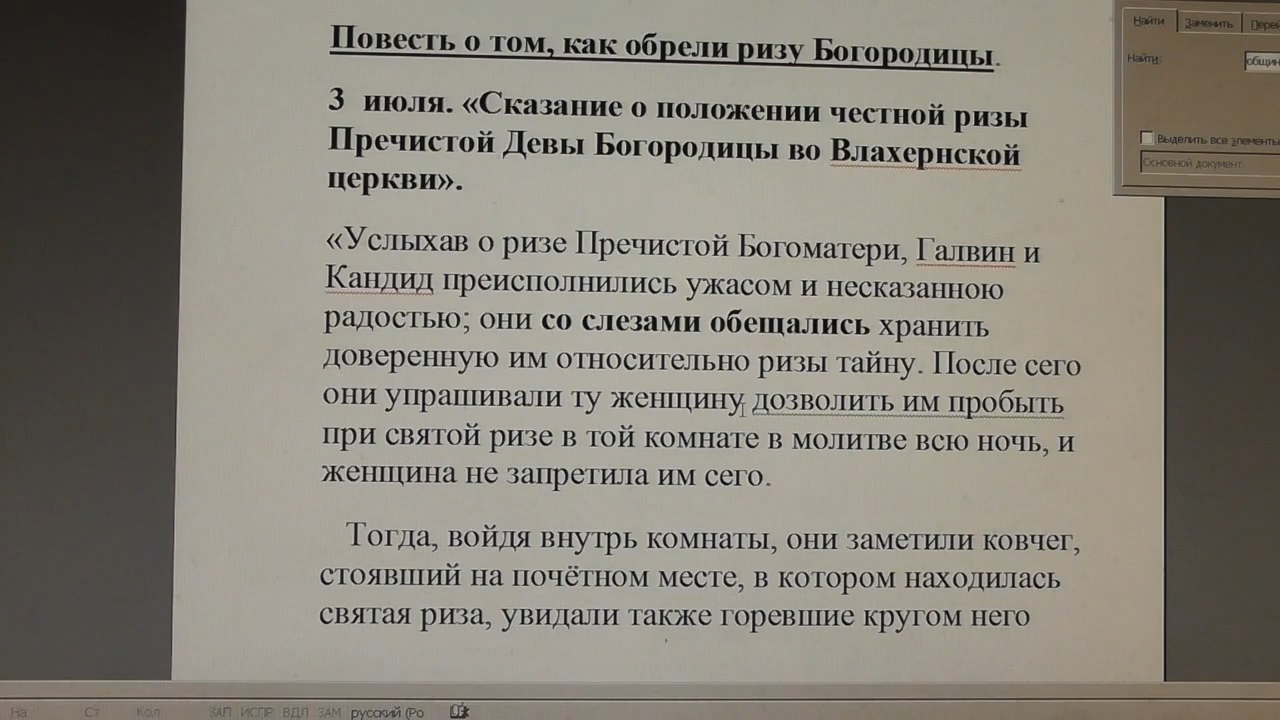 Повесть о том, как обрели ризу Богородицы.
3 июля. «Сказание о положении честной ризы
Пречистой Девы Богородицы во Влахернской
церкви».
«Услыхав о ризе Пречистой Богоматери, Галвин и
Кандид преисполнились ужасом и несказанною
радостью; они со слезами обещались хранить
доверенную им относительно ризы тайну. После сего
они упрашивали ту женщину дозволить им пробыть
при святой ризе в той комнате в молитве всю ночь, и
женщина не запретила им сего.
Тогда, войдя внутрь комнаты, они заметили ковчег,
стоявший на почётном месте, в котором находилась
святая риза, увидали также горевшие кругом него
Найти Заменить Перей
Найти: общин
Выделить все элементы
Основной документ
На Ст Кол ЗАП ИСПР ВДЛ ЗАМ русский (Ро